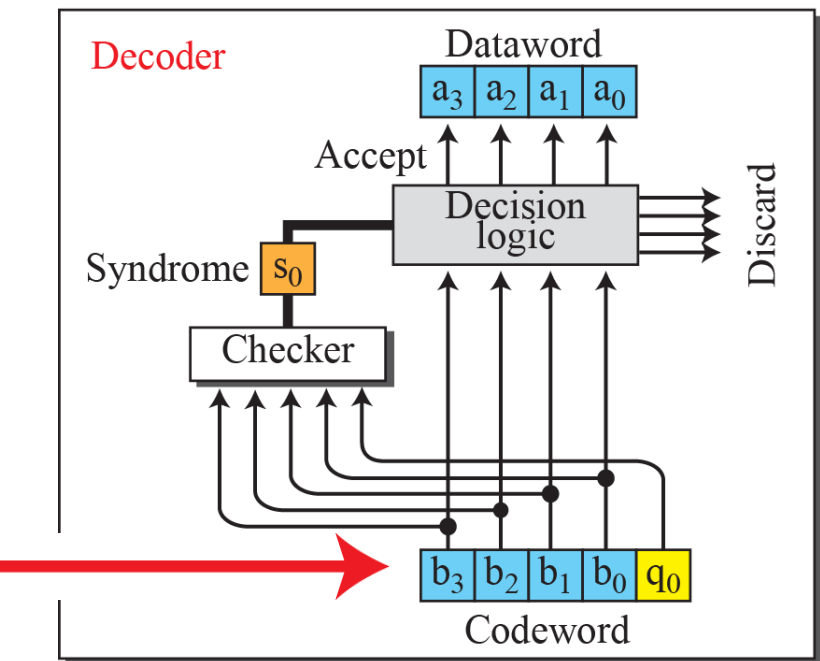 Decoder
Dataword
a3 a2 a1 a0
Accept
Decision
logic
Discard
Syndrome
s0
Checker
b3 b2 b1 b0 q0
Codeword